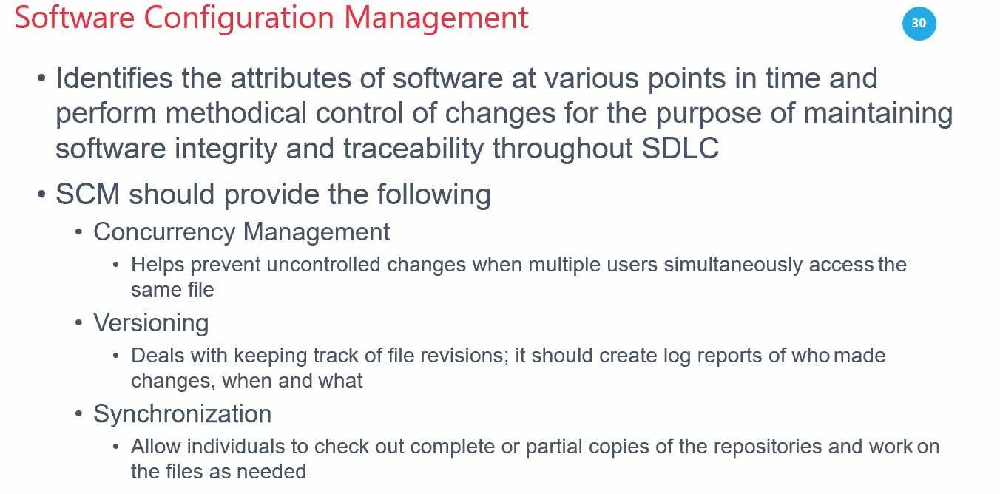 Software Configuration Management
30
• Identifies the attributes of software at various points in time and
perform methodical control of changes for the purpose of maintaining
software integrity and traceability throughout SDLC
• SCM should provide the following
• Concurrency Management
• Helps prevent uncontrolled changes when multiple users simultaneously access the
same file
• Versioning
• Deals with keeping track of file revisions; it should create log reports of who made
changes, when and what
• Synchronization
• Allow individuals to check out complete or partial copies of the repositories and work on
the files as needed